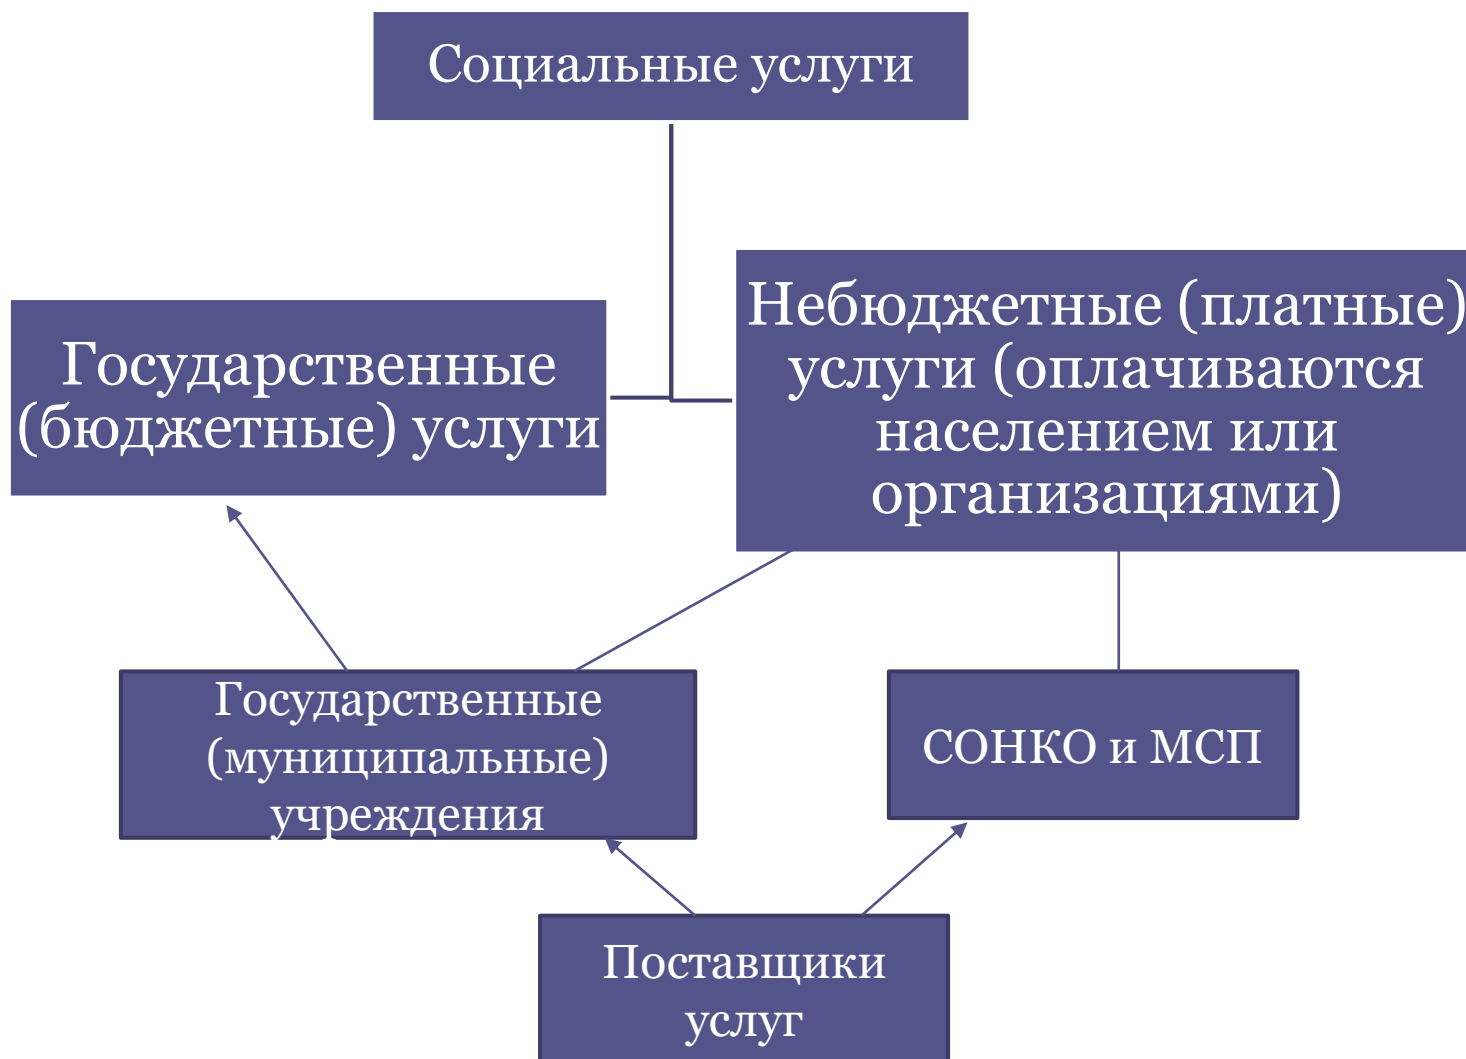 Социальные услуги
Государственные
(бюджетные) услуги
Небюджетные (платные)
услуги (оплачиваются
населением или
организациями)
Государственные
(муниципальные)
учреждения
СОНКО и МСП
Поставщики
услуг